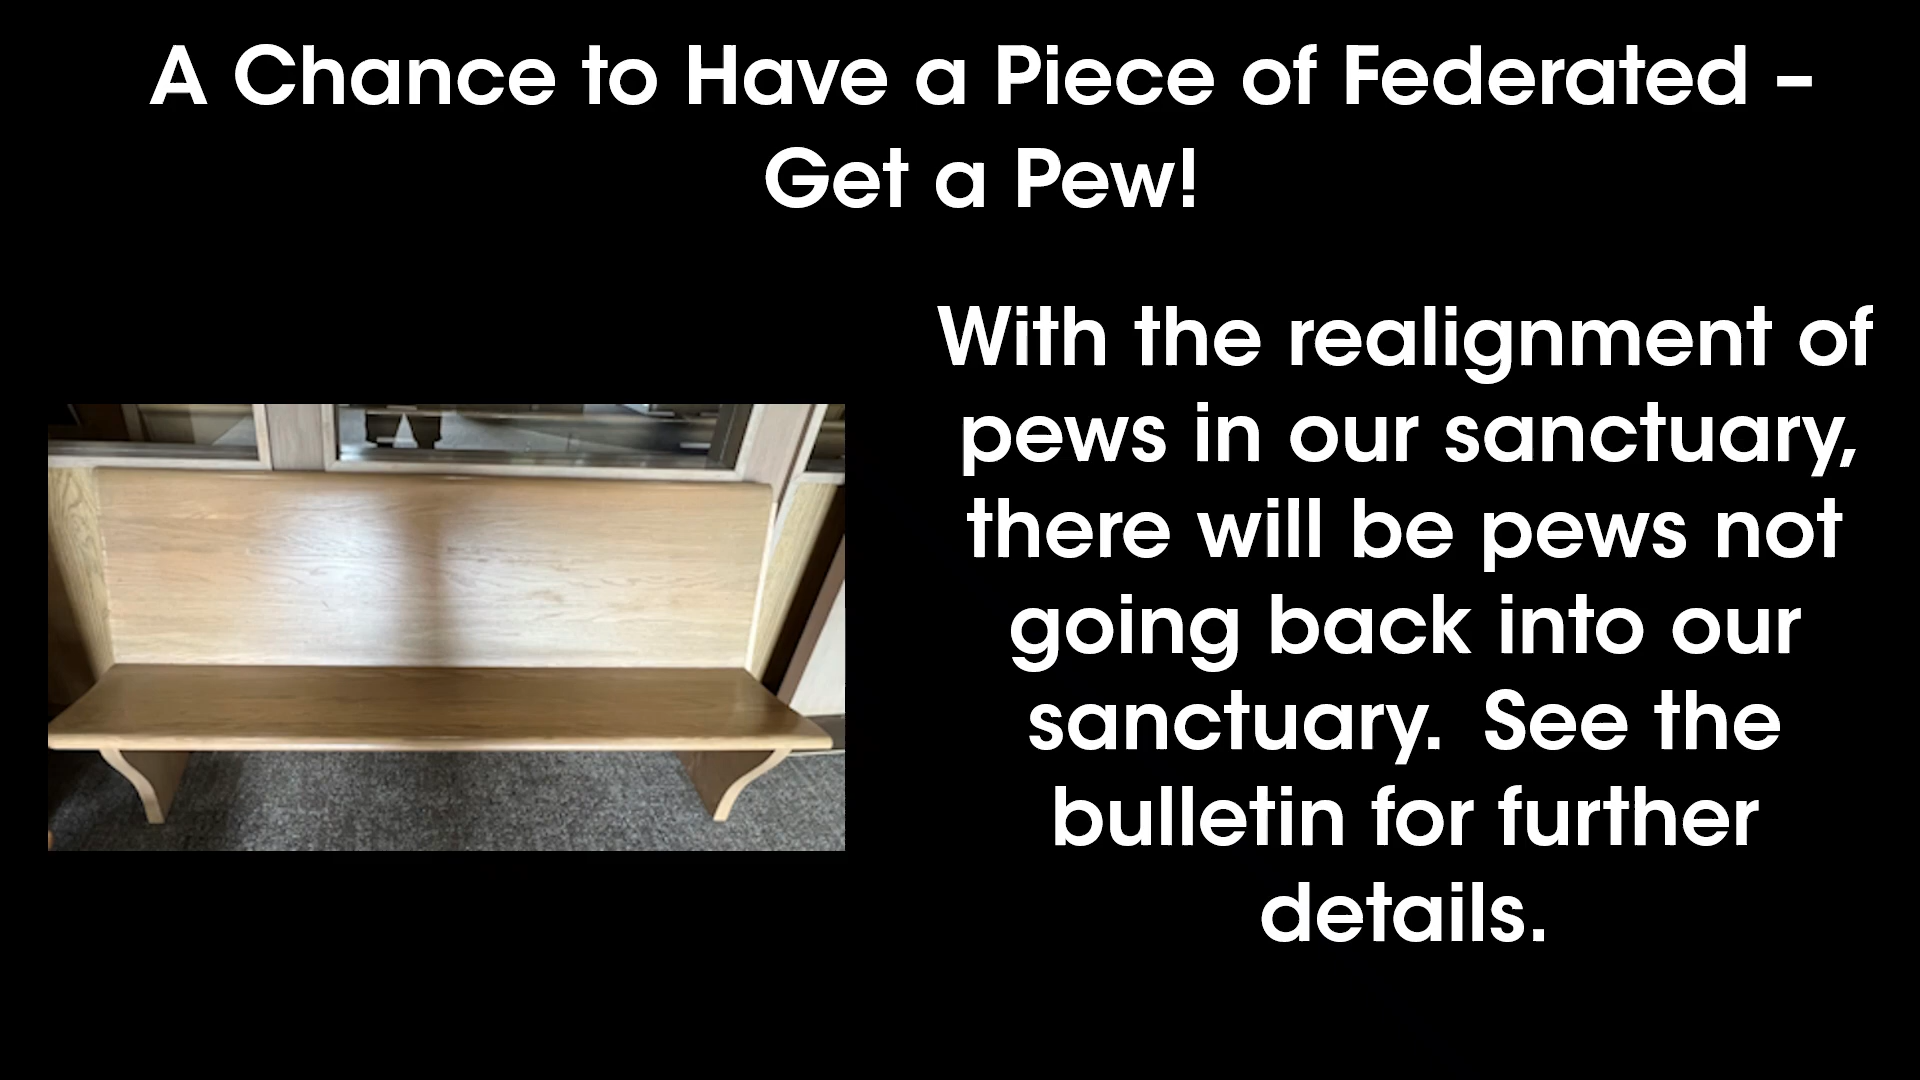 A Chance to Have a Piece of Federated –
Get a Pew!
With the realignment of
pews in our sanctuary,
there will be pews not
going back into our
sanctuary.  See the
bulletin for further
details.